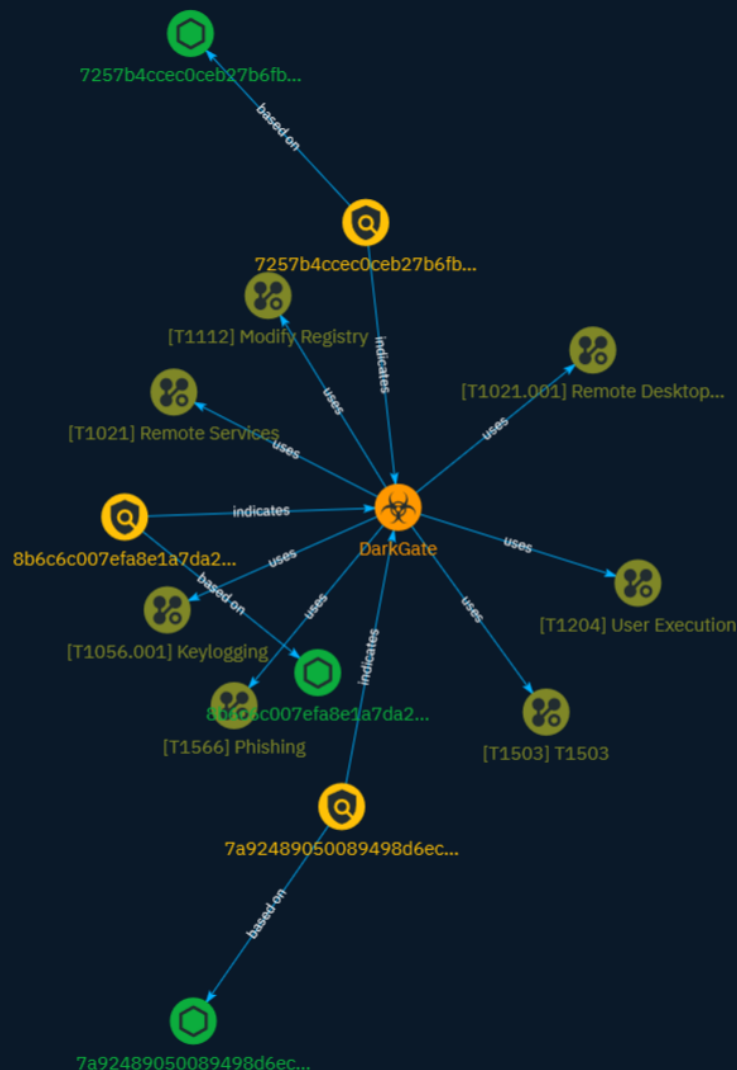 7257b4ccec0ceb27b6fb...
based on
7257b4ccec0ceb27b6fb...
[T1112] Modify Registry
indicates
[T1021.001] Remote Desktop...
uses
[T1021] Remote Services
uses
uses
indicates
DarkGate
8b6c6c007efa8e1a7da2...
uses
uses
based on
uses
uses
[T1204] User Execution
[T1056.001] Keylogging
indicates
8b6c6c007efa8e1a7da2...
[T1566] Phishing
[T1503] T1503
7a92489050089498d6ec...
based on
7a92489050089498d6ec...